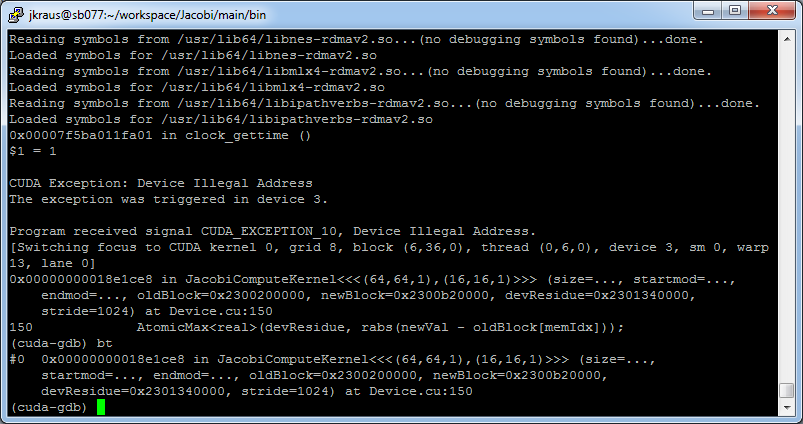 jkraus@sb077:~/workspace/Jacobi/main/bin
Reading symbols from /usr/lib64/libnes-rdmav2.so...(no debugging symbols found)...done.
Loaded symbols for /usr/lib64/libnes-rdmav2.so
Reading symbols from /usr/lib64/libmlx4-rdmav2.so...(no debugging symbols found)...done.
Loaded symbols for /usr/lib64/libmlx4-rdmav2.so
Reading symbols from /usr/lib64/libipathverbs-rdmav2.so...(no debugging symbols found)...done.
Loaded symbols for /usr/lib64/libipathverbs-rdmav2.so
0x00007f5ba011fa01 in clock_gettime ()
$1 = 1
CUDA Exception: Device Illegal Address
The exception was triggered in device 3.
Program received signal CUDA_EXCEPTION_10, Device Illegal Address.
[Switching focus to CUDA kernel 0, grid 8, block (6,36,0), thread (0,6,0), device 3, sm 0, warp
13, lane 0]
0x00000000018e1ce8 in JacobiComputeKernel<<<(64,64,1),(16,16,1)>>> (size=..., startmod=...,
endmod=..., oldBlock=0x2300200000, newBlock=0x2300b20000, devResidue=0x2301340000,
stride=1024) at Device.cu:150
150 AtomicMax<real>(devResidue, rabs(newVal - oldBlock[memIdx]));
(cuda-gdb) bt
#0 0x00000000018e1ce8 in JacobiComputeKernel<<<(64,64,1),(16,16,1)>>> (size=...,
startmod=..., endmod=..., oldBlock=0x2300200000, newBlock=0x2300b20000,
devResidue=0x2301340000, stride=1024) at Device.cu:150
(cuda-gdb)